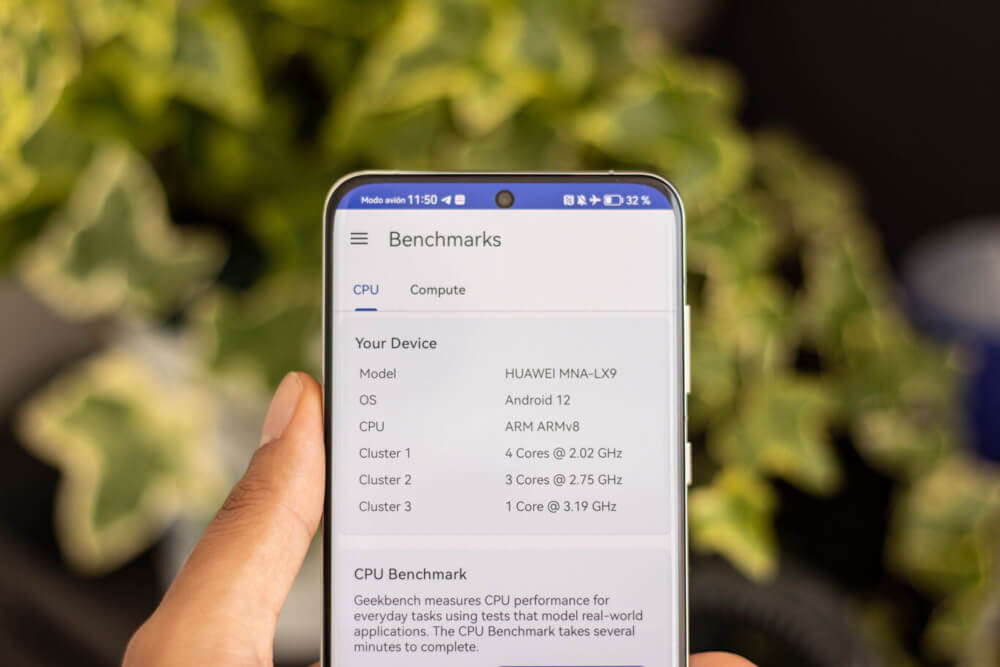 Modo avión 11:50 32 %
Benchmarks
CPU Compute
Your Device
Model HUAWEI MNA-LX9
OS Android 12
CPU ARM ARMv8
Cluster 1 4 Cores @ 2.02 GHz
Cluster 2 3 Cores @ 2.75 GHz
Cluster 3 1 Core @ 3.19 GHz
CPU Benchmark
Geekbench measures CPU performance for
everyday tasks using tests that model real-world
applications. The CPU Benchmark takes several
minutes to complete.